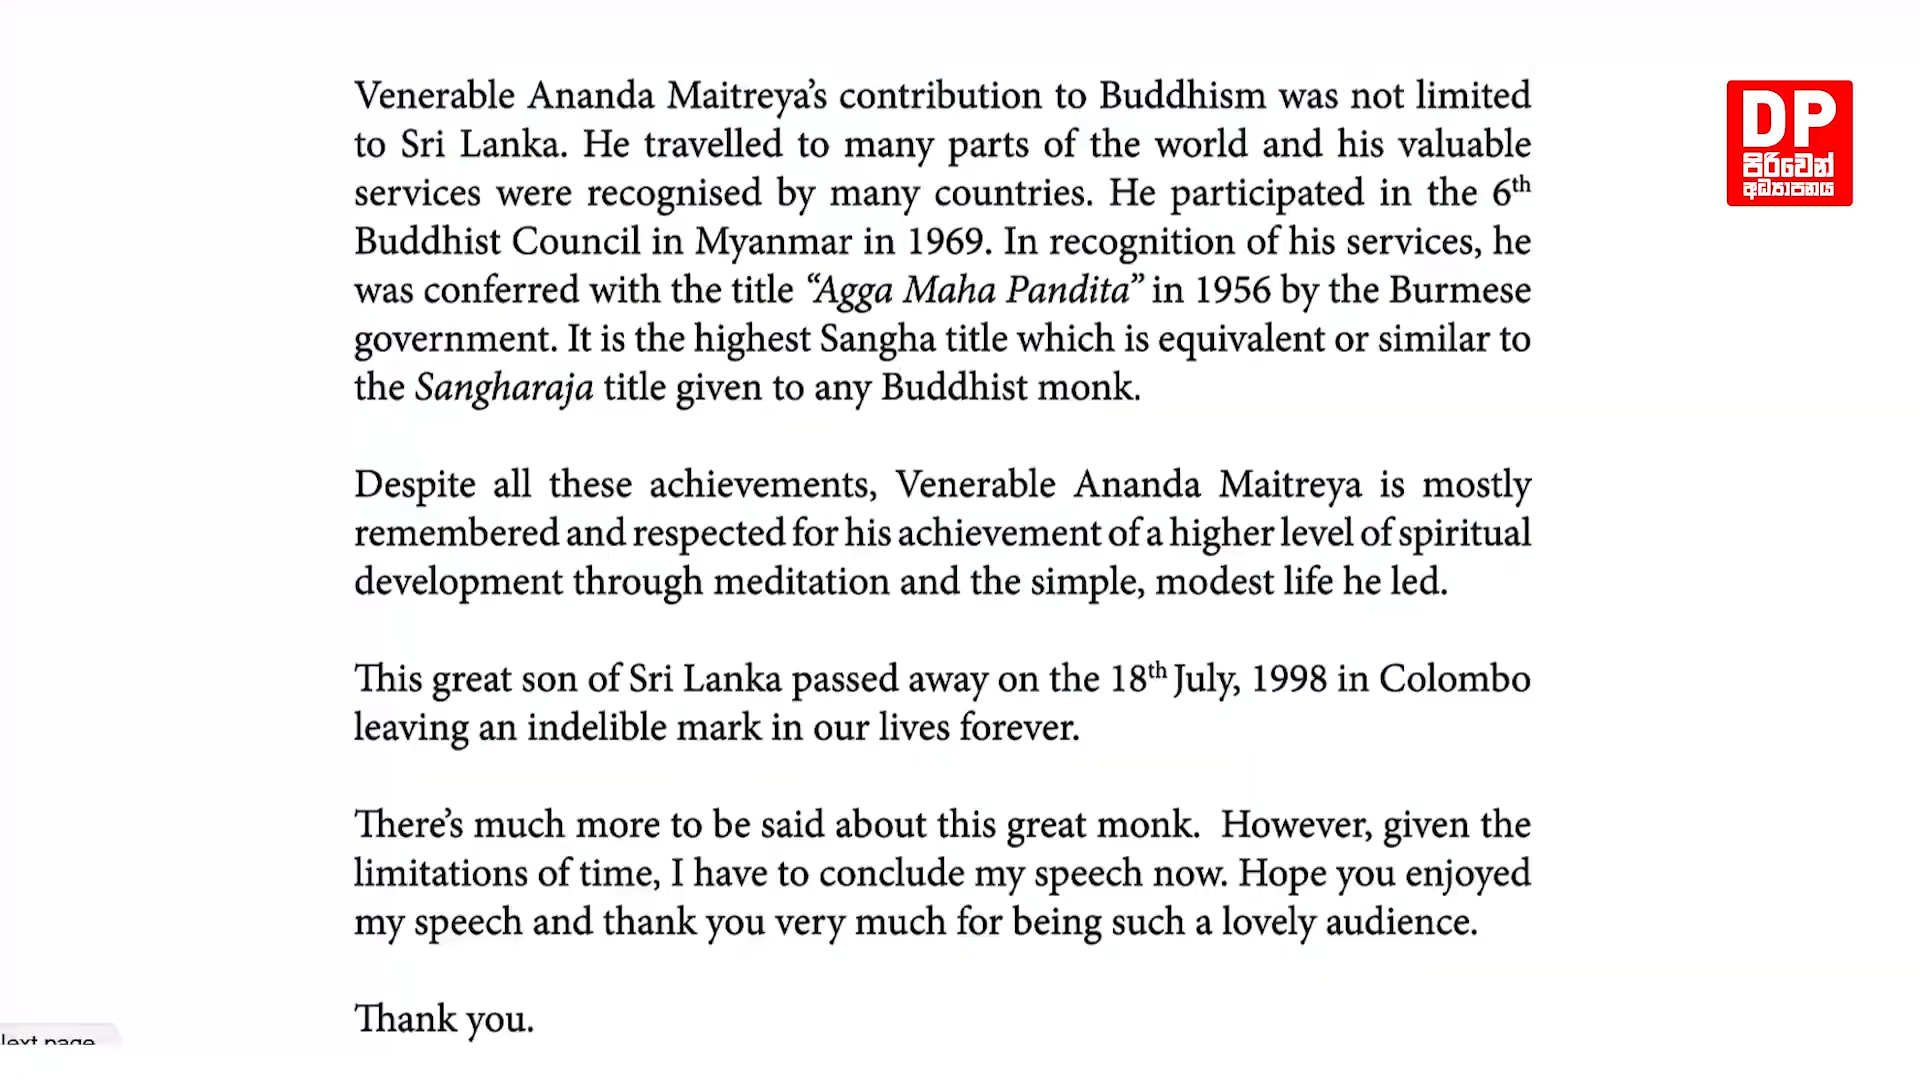 Venerable Ananda Maitreya's contribution to Buddhism was not limited
to Sri Lanka. He travelled to many parts of the world and his valuable
services were recognised by many countries. He participated in the 6th
Buddhist Council in Myanmar in 1969. In recognition of his services, he
was conferred with the title “Agga Maha Pandita” in 1956 by the Burmese
government. It is the highest Sangha title which is equivalent or similar to
the Sangharaja title given to any Buddhist monk.
Despite all these achievements, Venerable Ananda Maitreya is mostly
remembered and respected for his achievement of a higher level of spiritual
development through meditation and the simple, modest life he led.
This great son of Sri Lanka passed away on the 18th July, 1998 in Colombo
leaving an indelible mark in our lives forever.
There's much more to be said about this great monk. However, given the
limitations of time, I have to conclude my speech now. Hope you enjoyed
my speech and thank you very much for being such a lovely audience.
Thank you.
DP
පිරිවෙන්
අධ්‍යාපනය
page